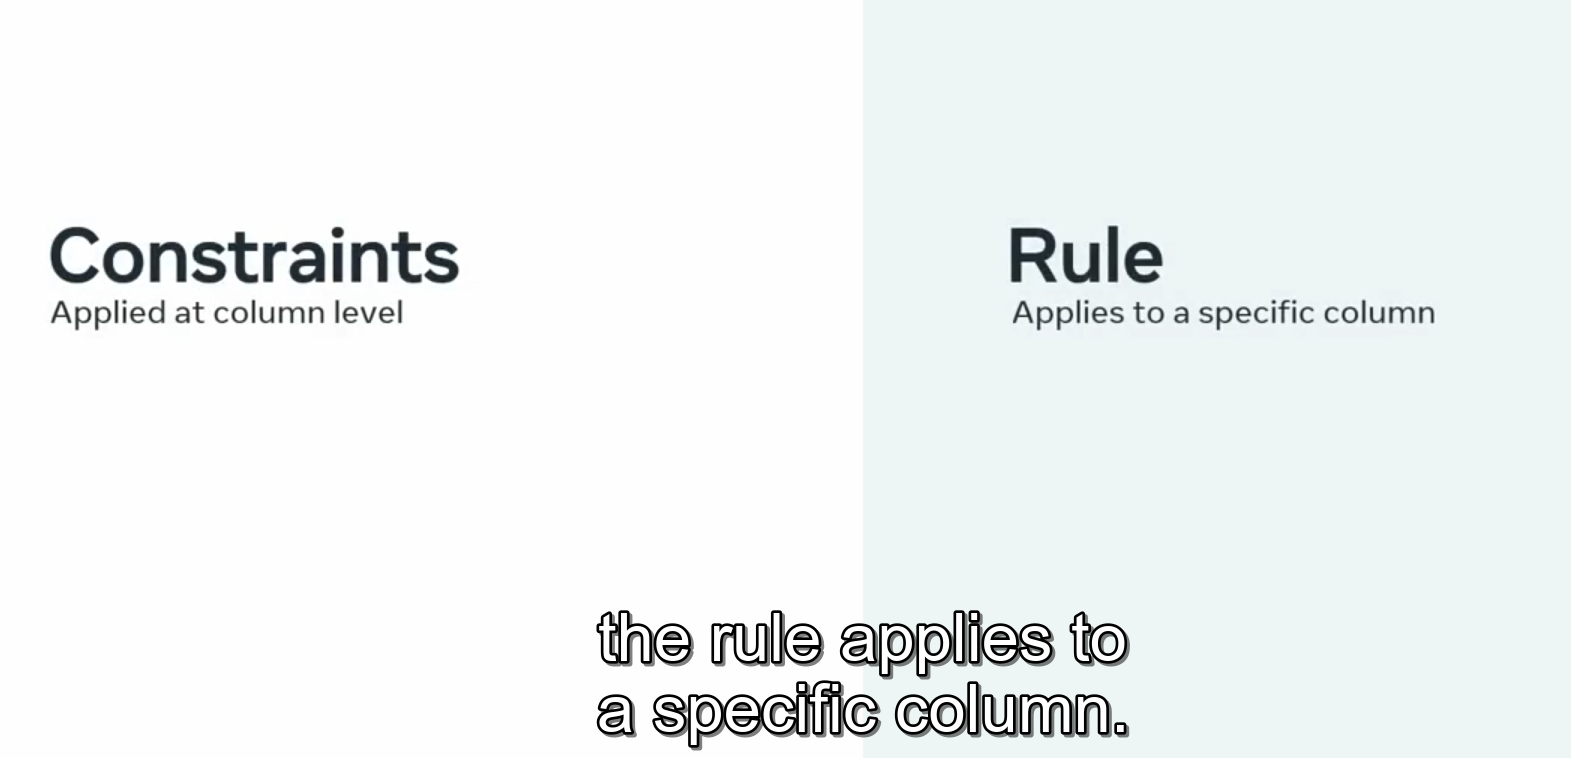 Constraints
Applied at column level
Rule
Applies to a specific column
the rule applies to
a specific column.